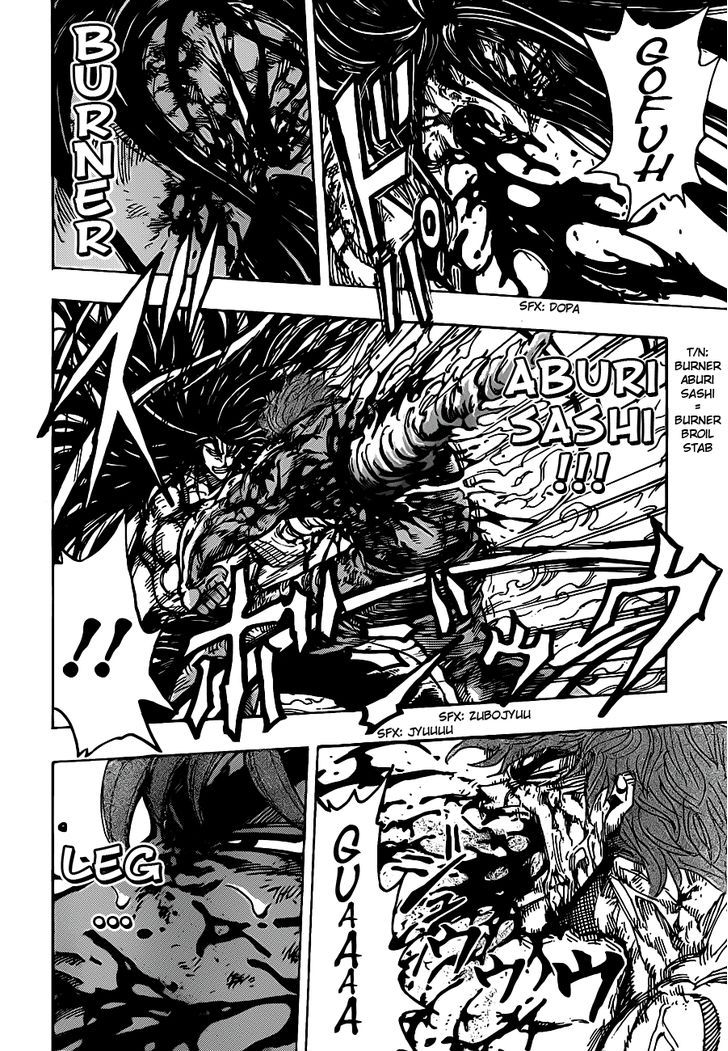 GOFUH
ドパ
SFX: DOPA
BURNER
ABURI
SASHI
!!!
T/N:
BURNER
ABURI
SASHI
=
BURNER
BROIL
STAB
!!
SFX: ZUBOJYUU
SFX: JYUUUU
GUAAAA
LEG
...